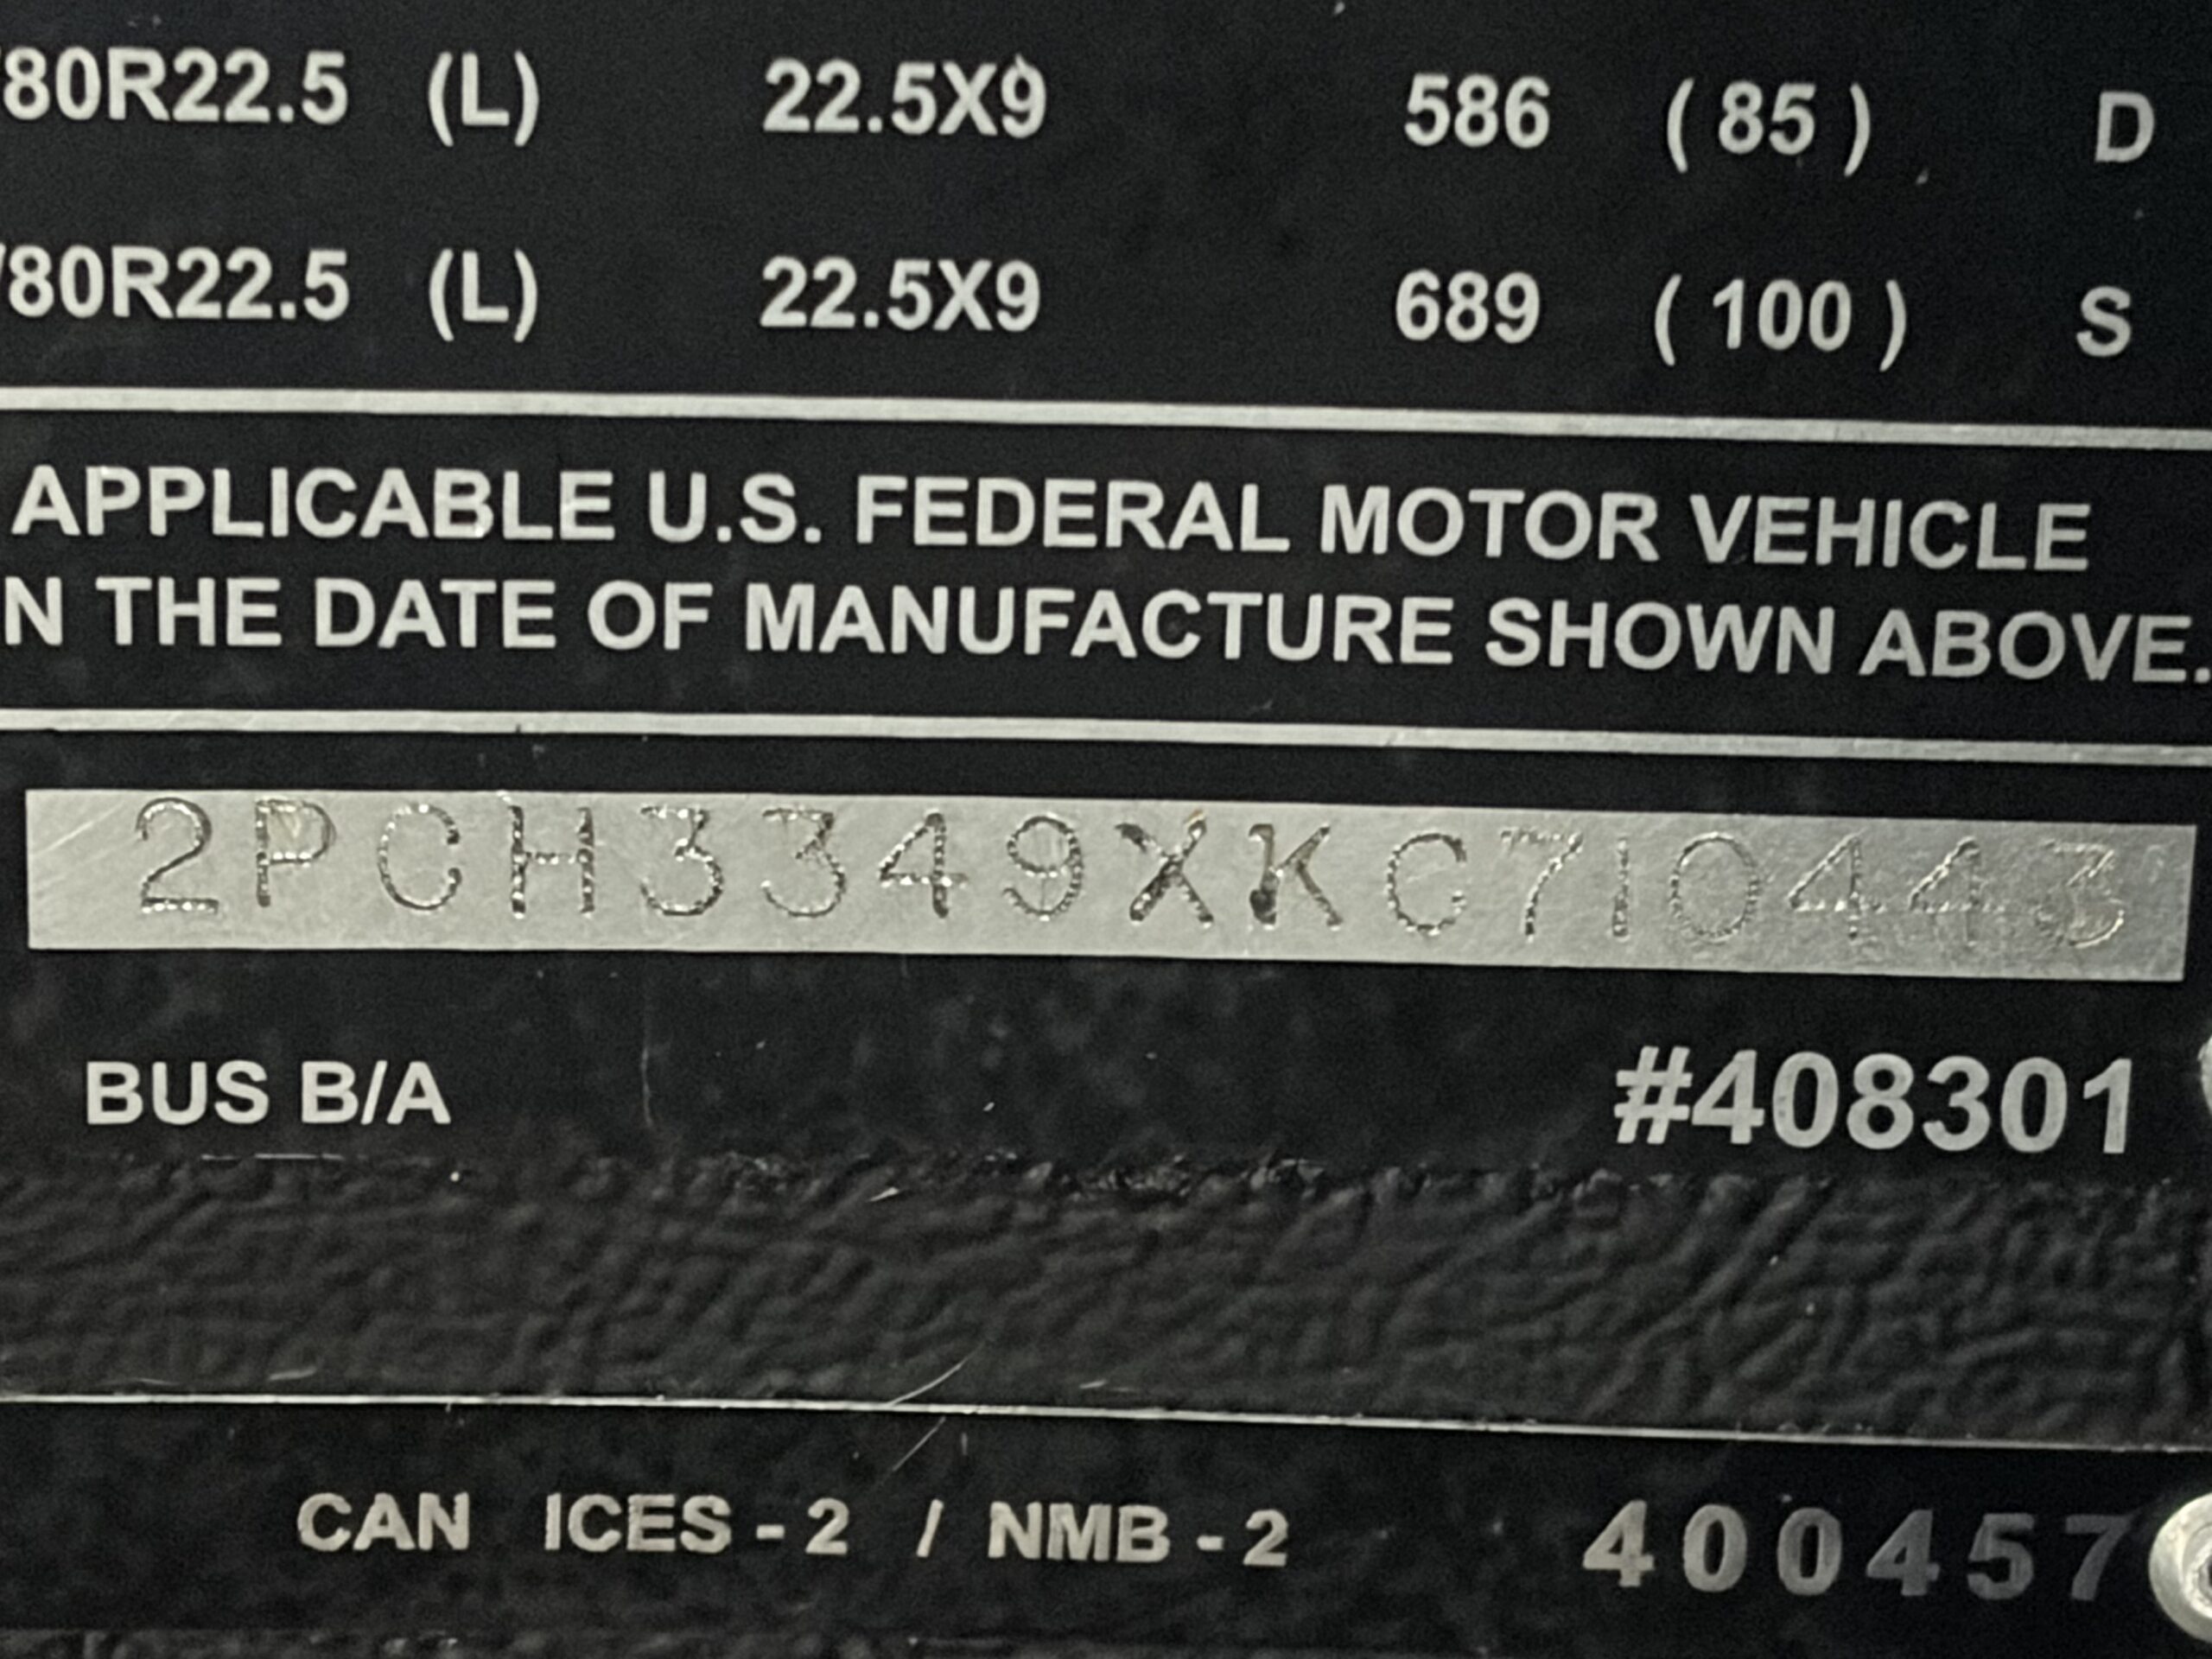 /80R22.5 (L) 22.5X9 586 ( 85 ) D
/80R22.5 (L) 22.5X9 689 ( 100 ) S
APPLICABLE U.S. FEDERAL MOTOR VEHICLE
N THE DATE OF MANUFACTURE SHOWN ABOVE.
2PCH3349XKC710443
BUS B/A #408301
CAN ICES - 2 / NMB - 2 400457